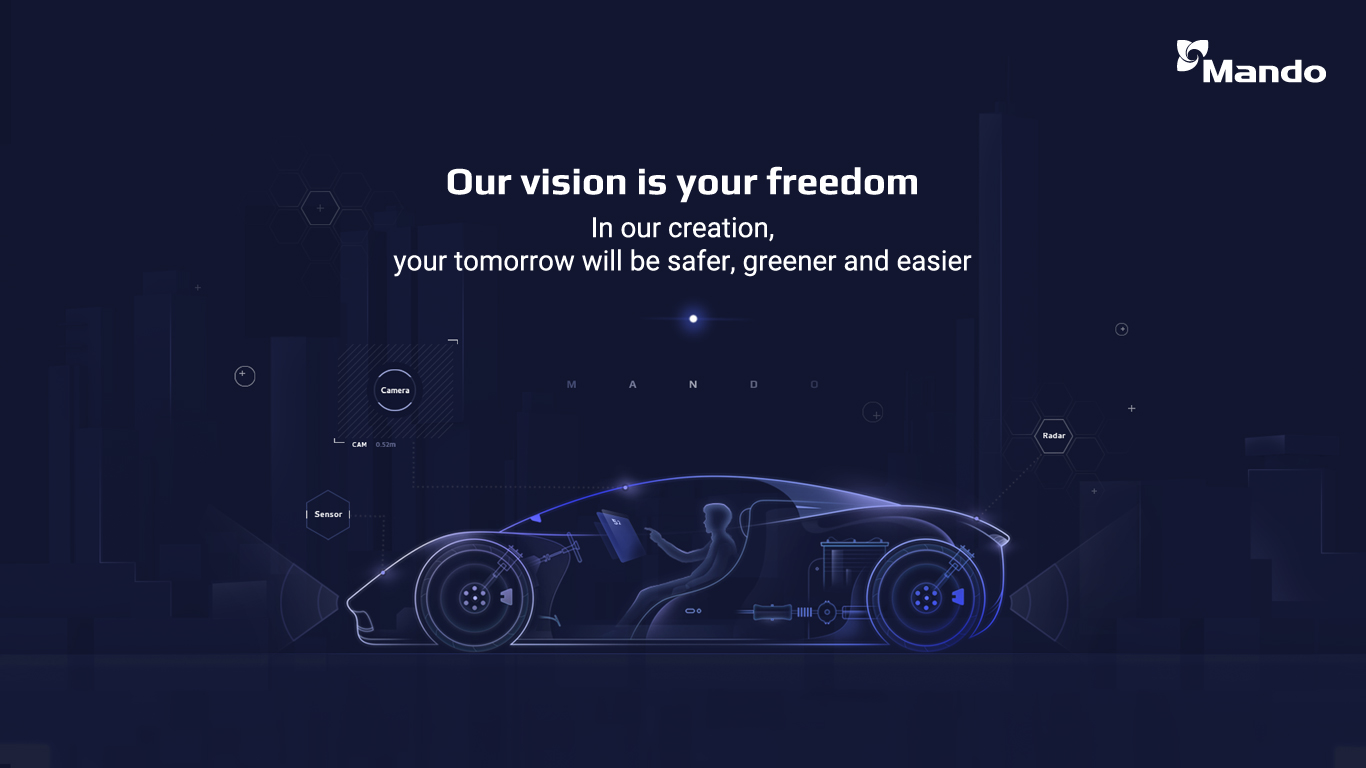 Mando
Our vision is your freedom
In our creation,
your tomorrow will be safer, greener and easier
M A N D O
Camera
CAM 0.52m
Radar
Sensor